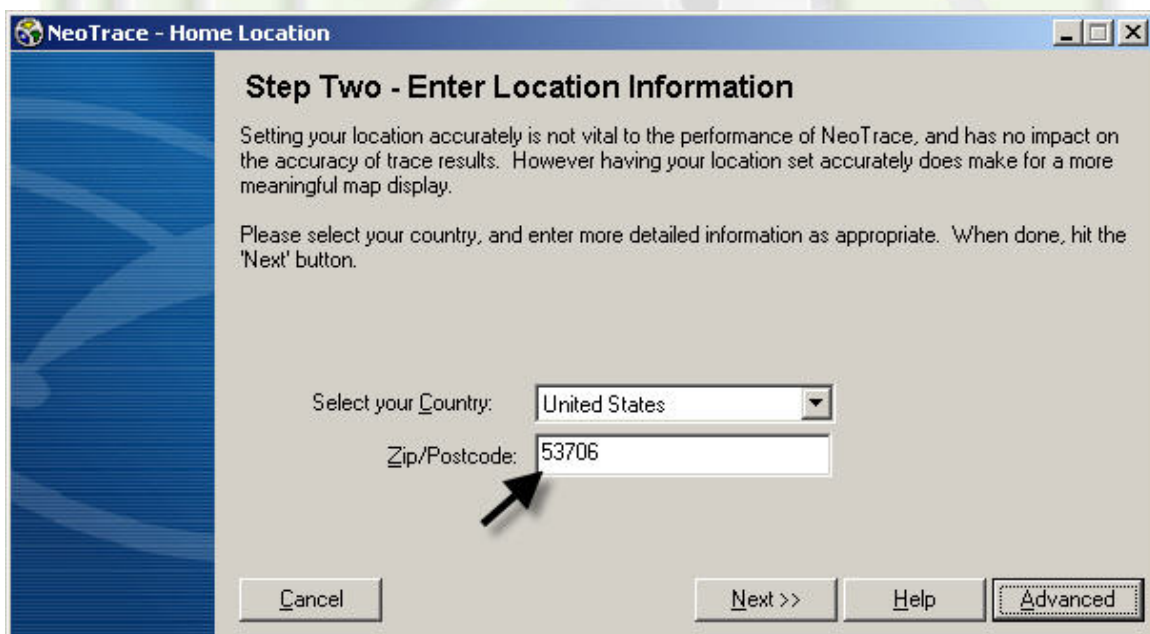 NeoTrace - Home Location
Step Two - Enter Location Information
Setting your location accurately is not vital to the performance of NeoTrace, and has no impact on
the accuracy of trace results. However having your location set accurately does make for a more
meaningful map display.
Please select your country, and enter more detailed information as appropriate. When done, hit the
'Next' button.
Select your Country: United States
Zip/Postcode: 53706
Cancel Next >> Help Advanced